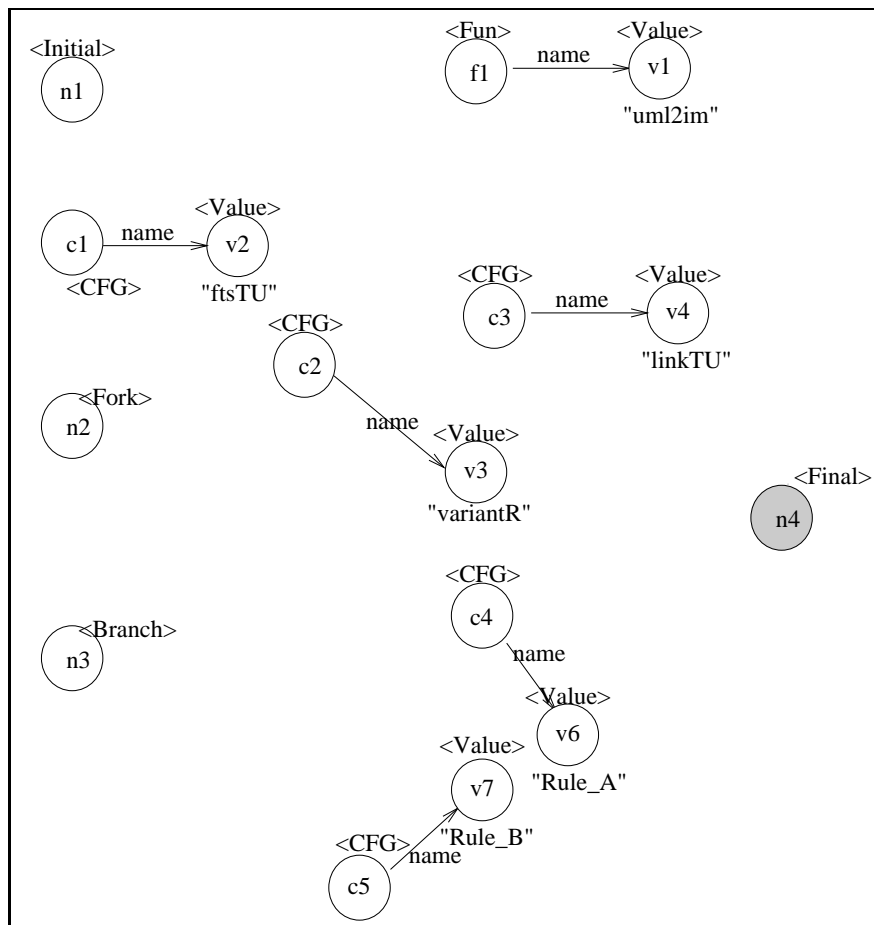 <Initial>
n1
<Fun>
f1
name
<Value>
v1
"uml2im"
c1
<CFG>
name
<Value>
v2
"ftsTU"
<CFG>
c2
name
<Value>
v3
"variantR"
<CFG>
c3
name
<Value>
v4
"linkTU"
<Fork>
n2
<Final>
n4
<Branch>
n3
<CFG>
c4
name
<Value>
v6
"Rule_A"
<Value>
v7
"Rule_B"
<CFG>
name
c5